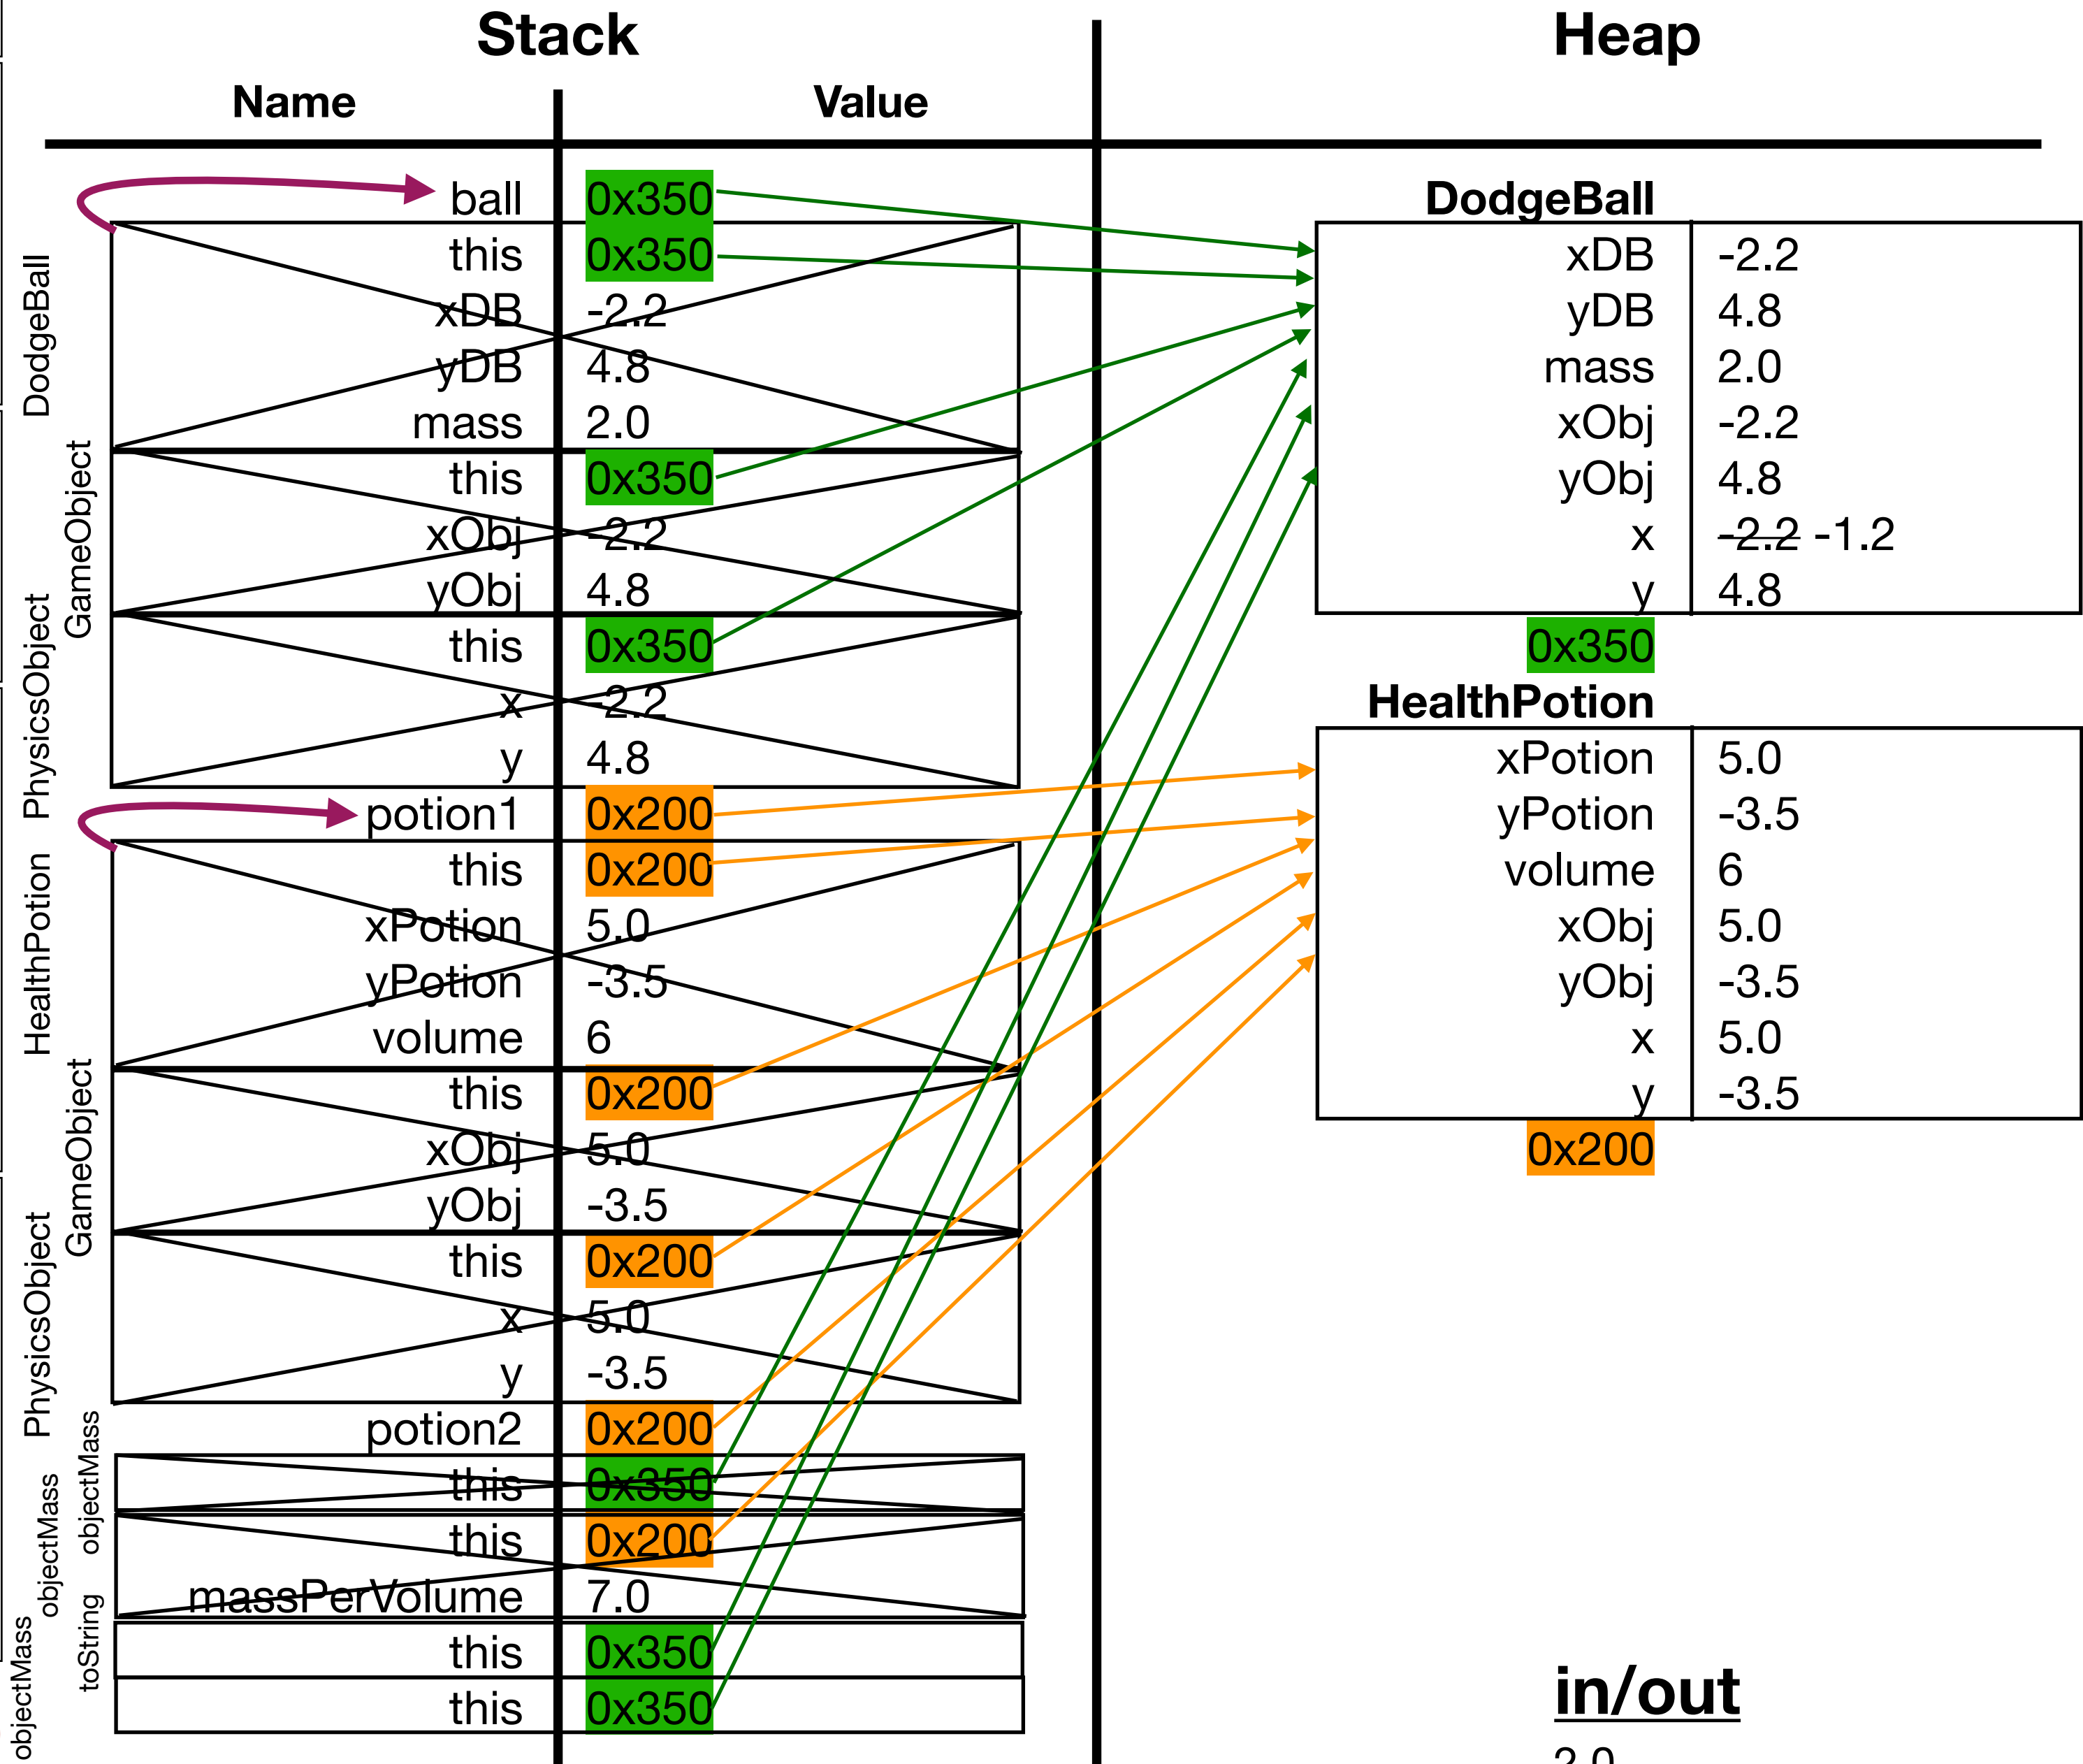 Stack
Heap
Name Value
ball 0x350
this 0x350
xDB -2.2
yDB 4.8
mass 2.0
this 0x350
xObj -2.2
yObj 4.8
this 0x350
x -2.2
y 4.8
potion1 0x200
this 0x200
xPotion 5.0
yPotion -3.5
volume 6
this 0x200
xObj 5.0
yObj -3.5
this 0x200
x 5.0
y -3.5
potion2 0x200
this 0x350
this 0x200
massPerVolume 7.0
this 0x350
this 0x350
DodgeBall
GameObject
PhysicsObject
HealthPotion
GameObject
PhysicsObject
objectMass
objectMass
toString
objectMass
DodgeBall
xDB -2.2
yDB 4.8
mass 2.0
xObj -2.2
yObj 4.8
x -2.2 -1.2
y 4.8
0x350
HealthPotion
xPotion 5.0
yPotion -3.5
volume 6
xObj 5.0
yObj -3.5
x 5.0
y -3.5
0x200
in/out
2.0